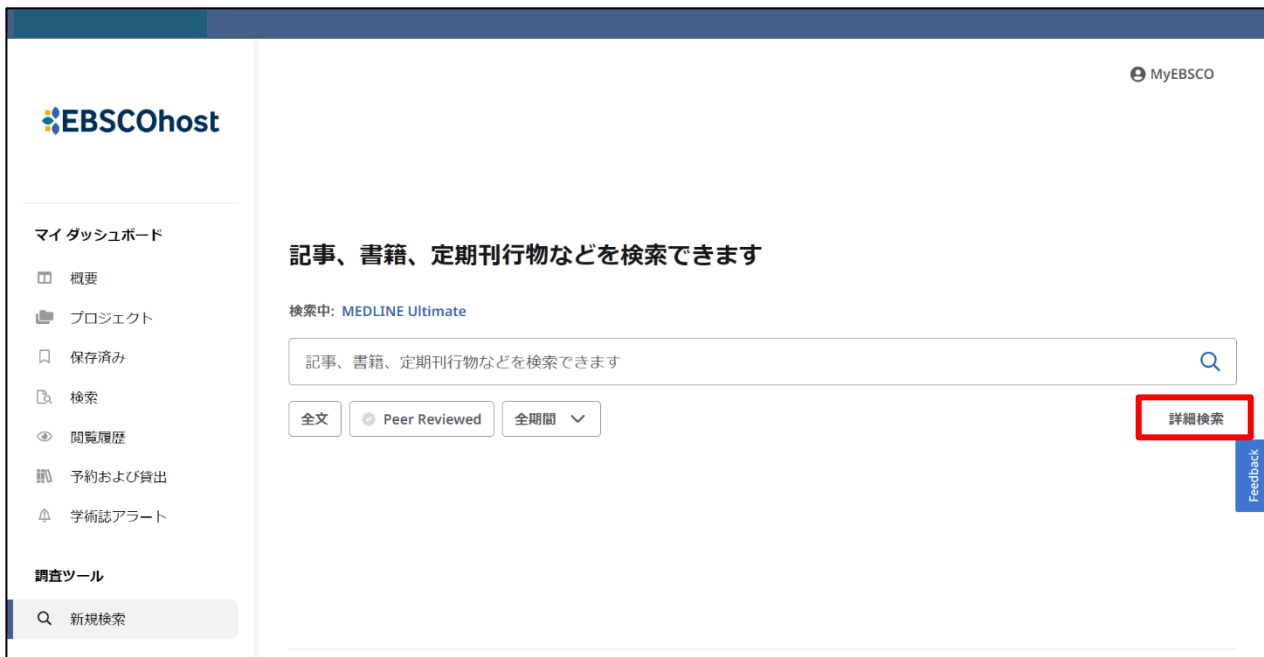 MyEBSCO
EBSCOhost
マイ ダッシュボード
概要
プロジェクト
保存済み
検索
閲覧履歴
予約および貸出
学術誌アラート
調査ツール
新規検索
記事、書籍、定期刊行物などを検索できます
検索中: MEDLINE Ultimate
記事、書籍、定期刊行物などを検索できます
全文 Peer Reviewed 全期間
詳細検索
Feedback